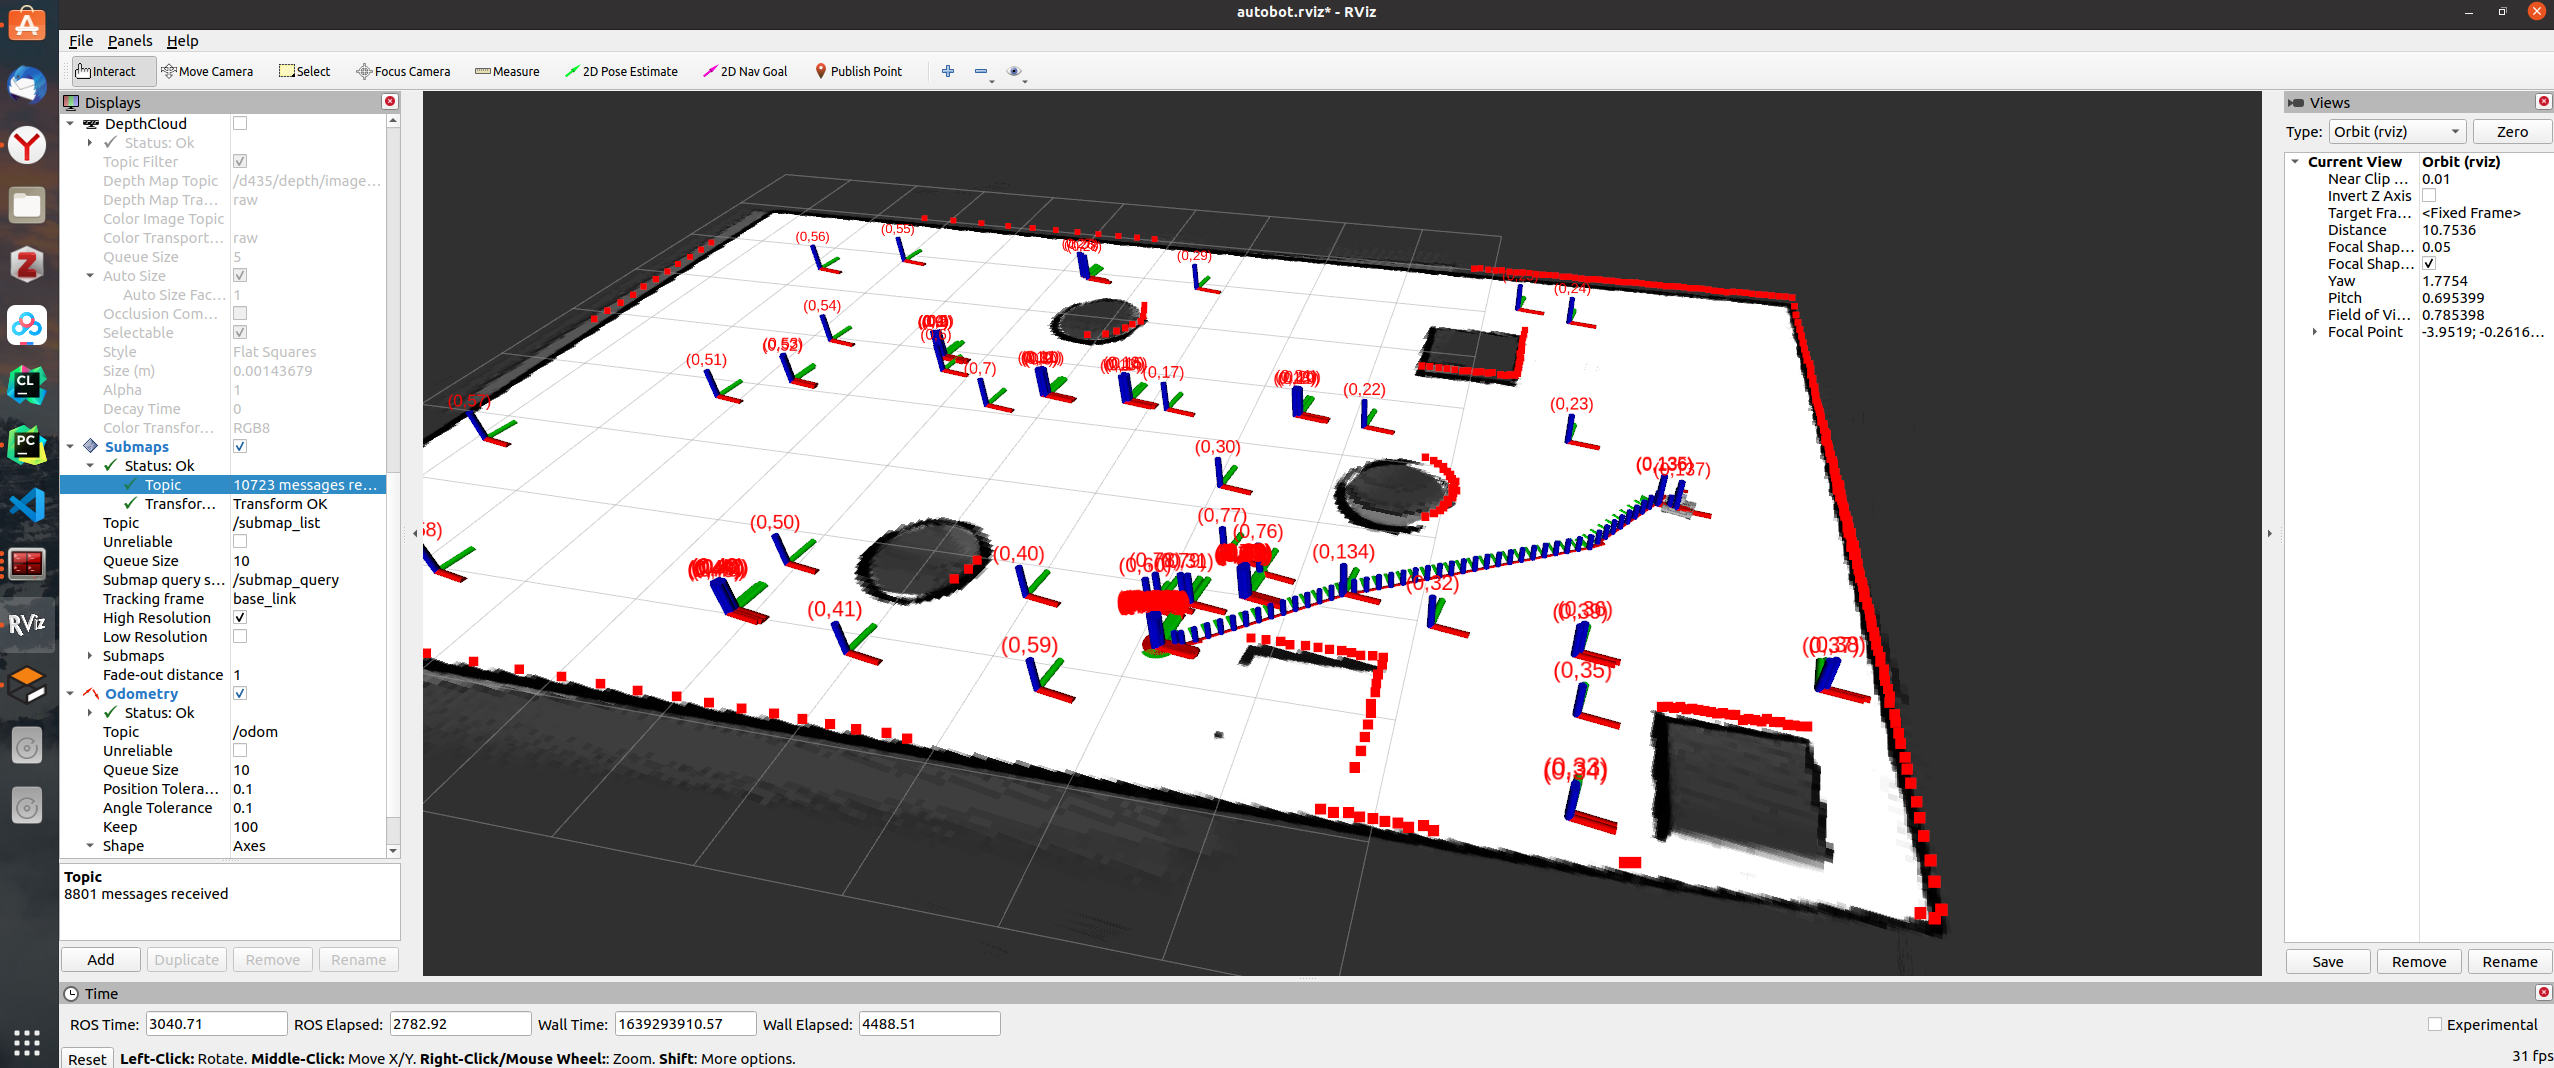 autobot.rviz* - RViz
File Panels Help
Interact Move Camera Select Focus Camera Measure 2D Pose Estimate 2D Nav Goal Publish Point
Displays
DepthCloud
Status: Ok
Topic Filter
Depth Map Topic /d435/depth/image...
Depth Map Tra... raw
Color Image Topic
Color Transport... raw
Queue Size 5
Auto Size
Auto Size Fac... 1
Occlusion Com...
Selectable
Style Flat Squares
Size (m) 0.00143679
Alpha 1
Decay Time 0
Color Transfor... RGB8
Submaps
Status: Ok
Topic 10723 messages re...
Transfor... Transform OK
Topic /submap_list
Unreliable
Queue Size 10
Submap query s... /submap_query
Tracking frame base_link
High Resolution
Low Resolution
Submaps
Fade-out distance 1
Odometry
Status: Ok
Topic /odom
Unreliable
Queue Size 10
Position Tolera... 0.1
Angle Tolerance 0.1
Keep 100
Shape Axes
Topic
8801 messages received
Add Duplicate Remove Rename
(0,56)
(0,55)
(0,29)
(0,24)
(0,54)
(0,51)
(0,7)
(0,17)
(0,22)
(0,23)
(0,57)
(0,30)
(0,50)
(0,77)
(0,76)
(0,40)
(0,134)
(0,32)
(0,41)
(0,59)
(0,35)
(0,137)
Views
Type: Orbit (rviz) Zero
Current View Orbit (rviz)
Near Clip ... 0.01
Invert Z Axis
Target Fra... <Fixed Frame>
Distance 10.7536
Focal Shap... 0.05
Focal Shap...
Yaw 1.7754
Pitch 0.695399
Field of Vi... 0.785398
Focal Point -3.9519; -0.2616...
Save Remove Rename
Time
ROS Time: 3040.71 ROS Elapsed: 2782.92 Wall Time: 1639293910.57 Wall Elapsed: 4488.51 Experimental
Reset Left-Click: Rotate. Middle-Click: Move X/Y. Right-Click/Mouse Wheel:: Zoom. Shift: More options. 31 fps
CL
PC
RViz